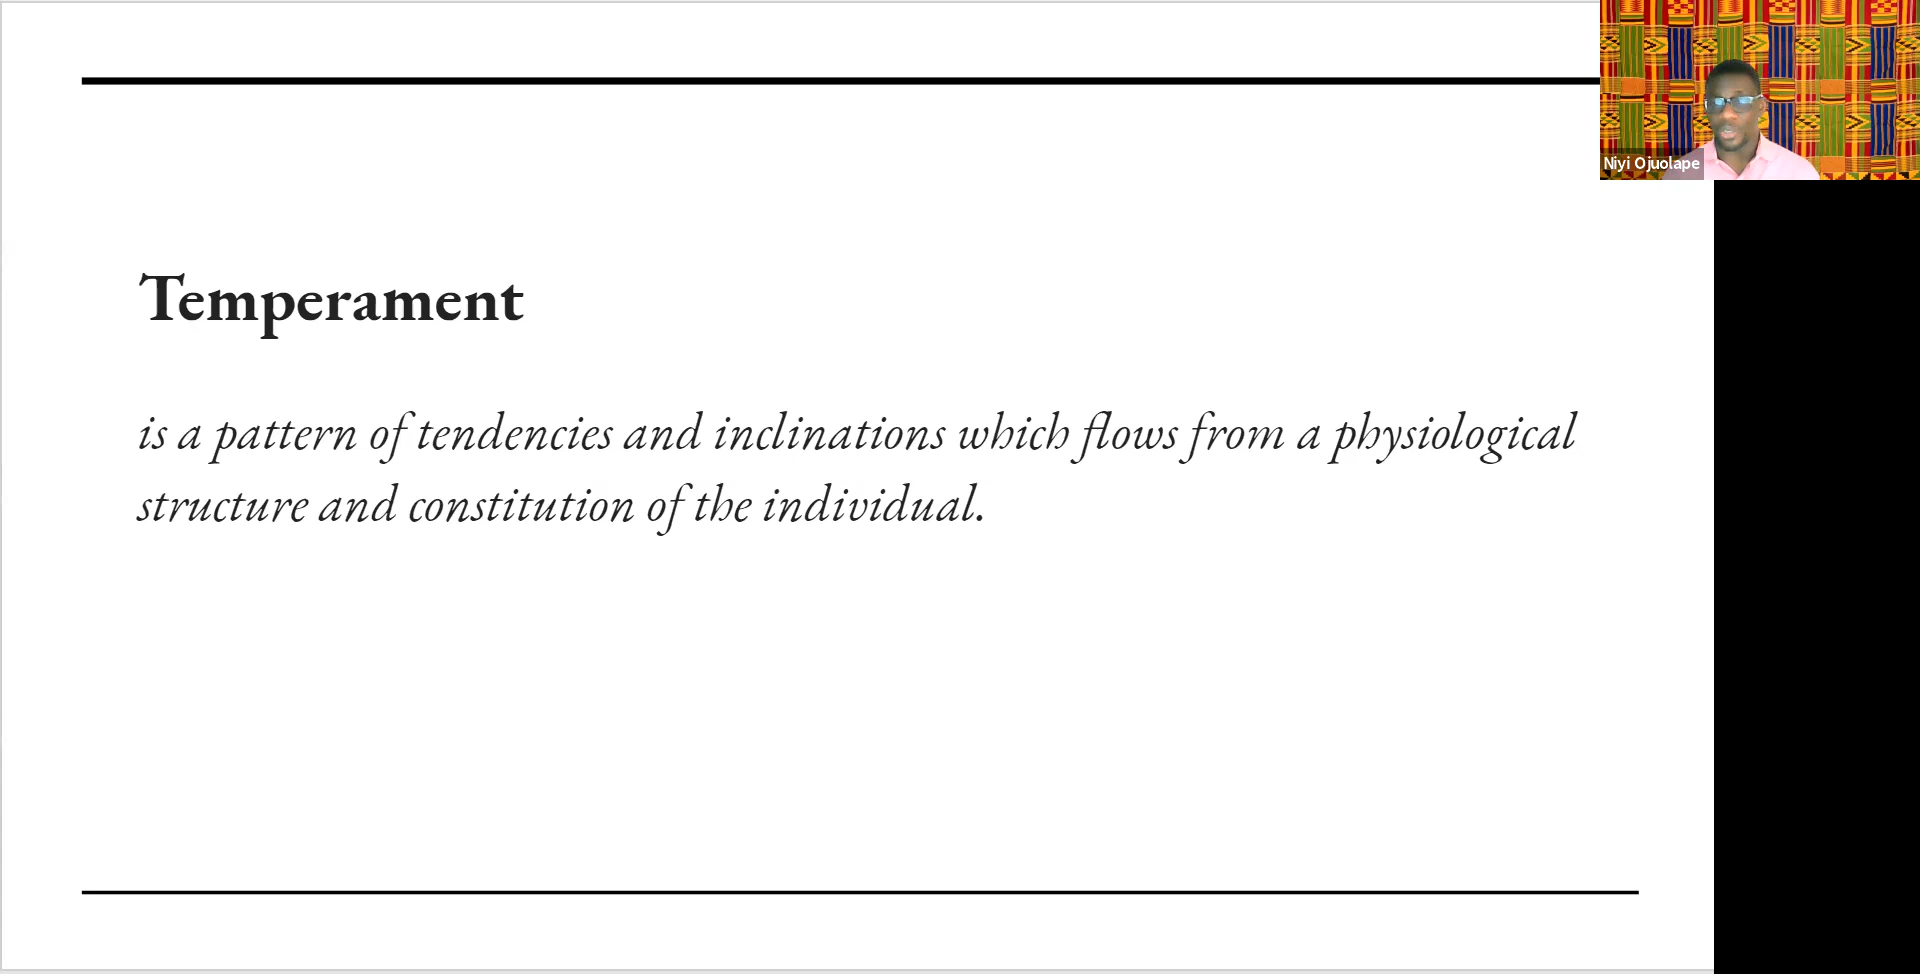 Temperament
is a pattern of tendencies and inclinations which flows from a physiological
structure and constitution of the individual.
Niyi Ojuolape